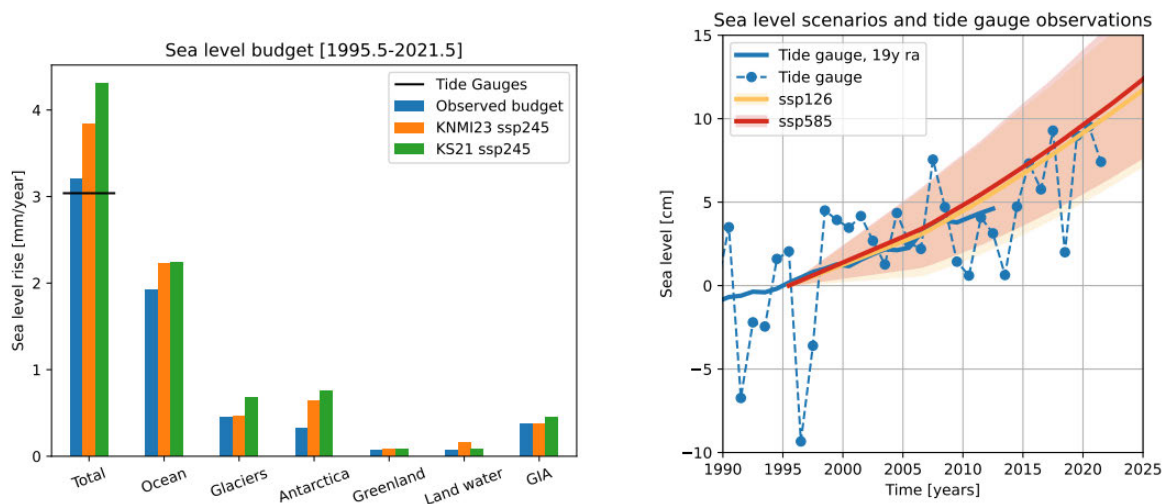 Sea level budget [1995.5-2021.5]
Sea level rise [mm/year]
4
3
2
1
0
Tide Gauges
Observed budget
KNMI23 ssp245
KS21 ssp245
Total
Ocean
Glaciers
Antarctica
Greenland
Land water
GIA
Sea level scenarios and tide gauge observations
Sea level [cm]
15
10
5
0
−5
−10
Tide gauge, 19y ra
Tide gauge
ssp126
ssp585
1990 1995 2000 2005 2010 2015 2020 2025
Time [years]